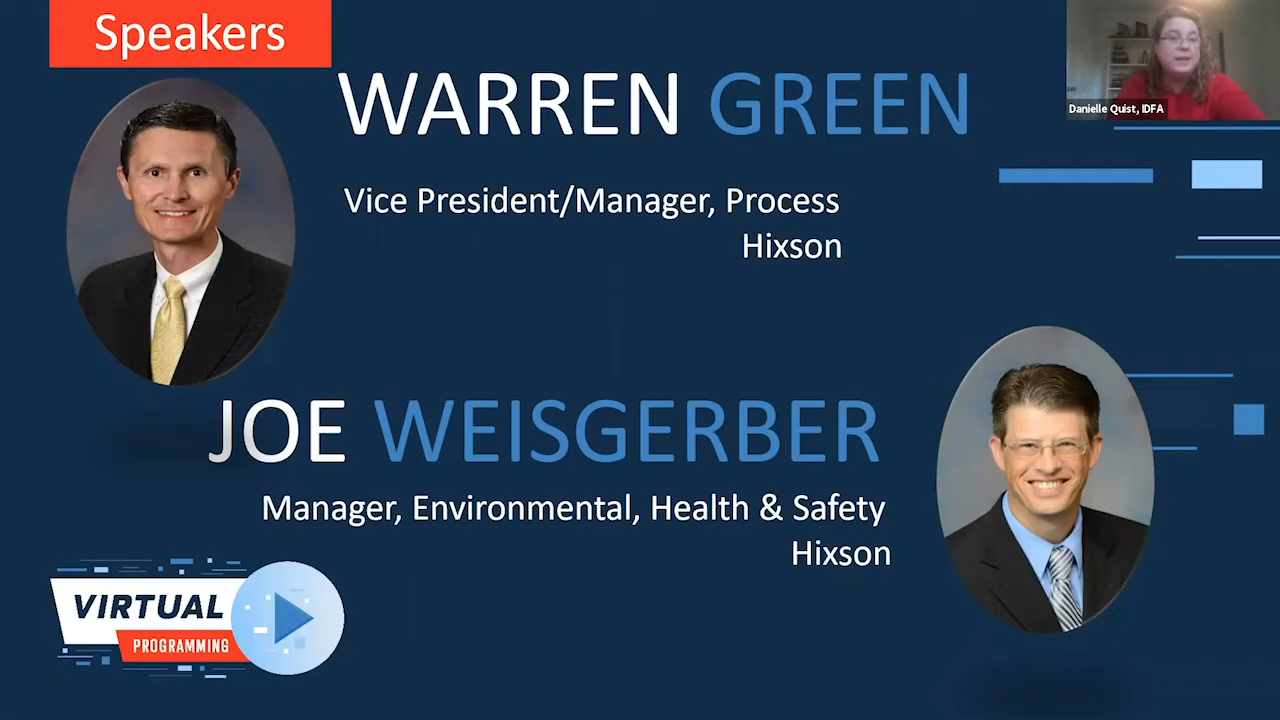 Speakers
WARREN GREEN
Danielle Quist, IDFA
Vice President/Manager, Process
Hixson
JOE WEISGERBER
Manager, Environmental, Health & Safety
Hixson
VIRTUAL
PROGRAMMING